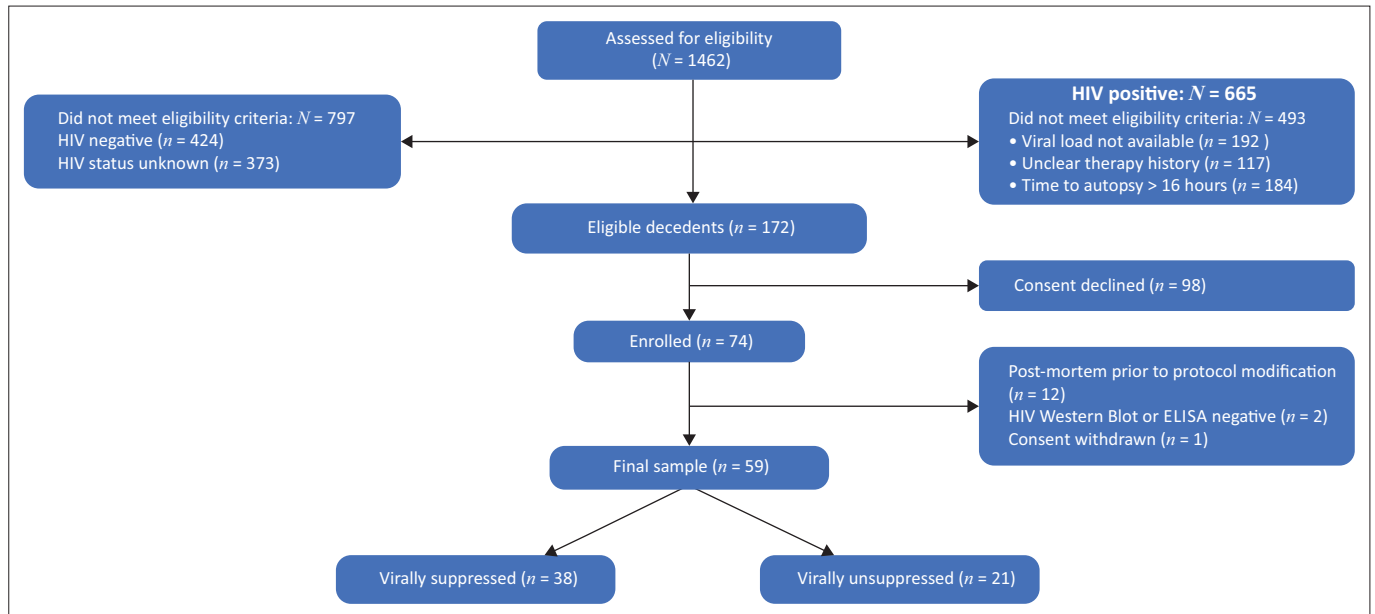 Assessed for eligibility
(N = 1462)
Did not meet eligibility criteria: N = 797
HIV negative (n = 424)
HIV status unknown (n = 373)
HIV positive: N = 665
Did not meet eligibility criteria: N = 493
• Viral load not available (n = 192 )
• Unclear therapy history (n = 117)
• Time to autopsy > 16 hours (n = 184)
Eligible decedents (n = 172)
Consent declined (n = 98)
Enrolled (n = 74)
Post-mortem prior to protocol modification
(n = 12)
HIV Western Blot or ELISA negative (n = 2)
Consent withdrawn (n = 1)
Final sample (n = 59)
Virally suppressed (n = 38)
Virally unsuppressed (n = 21)